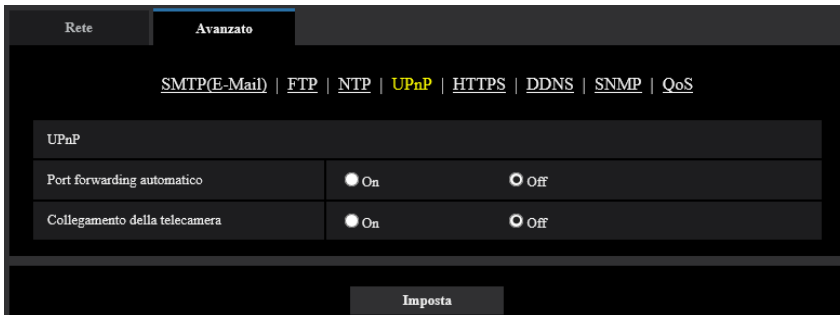 Rete Avanzato
SMTP(E-Mail) | FTP | NTP | UPnP | HTTPS | DDNS | SNMP | QoS
UPnP
Port forwarding automatico On Off
Collegamento della telecamera On Off
Imposta